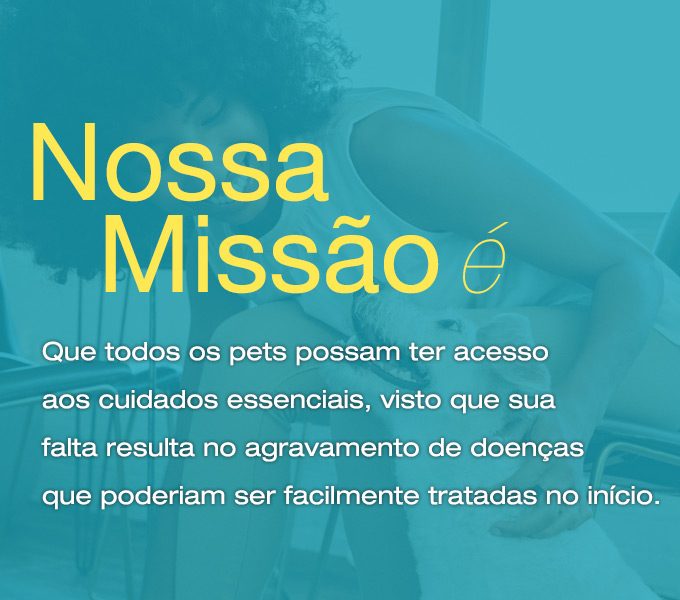 Nossa
Missão é
Que todos os pets possam ter acesso
aos cuidados essenciais, visto que sua
falta resulta no agravamento de doenças
que poderiam ser facilmente tratadas no início.